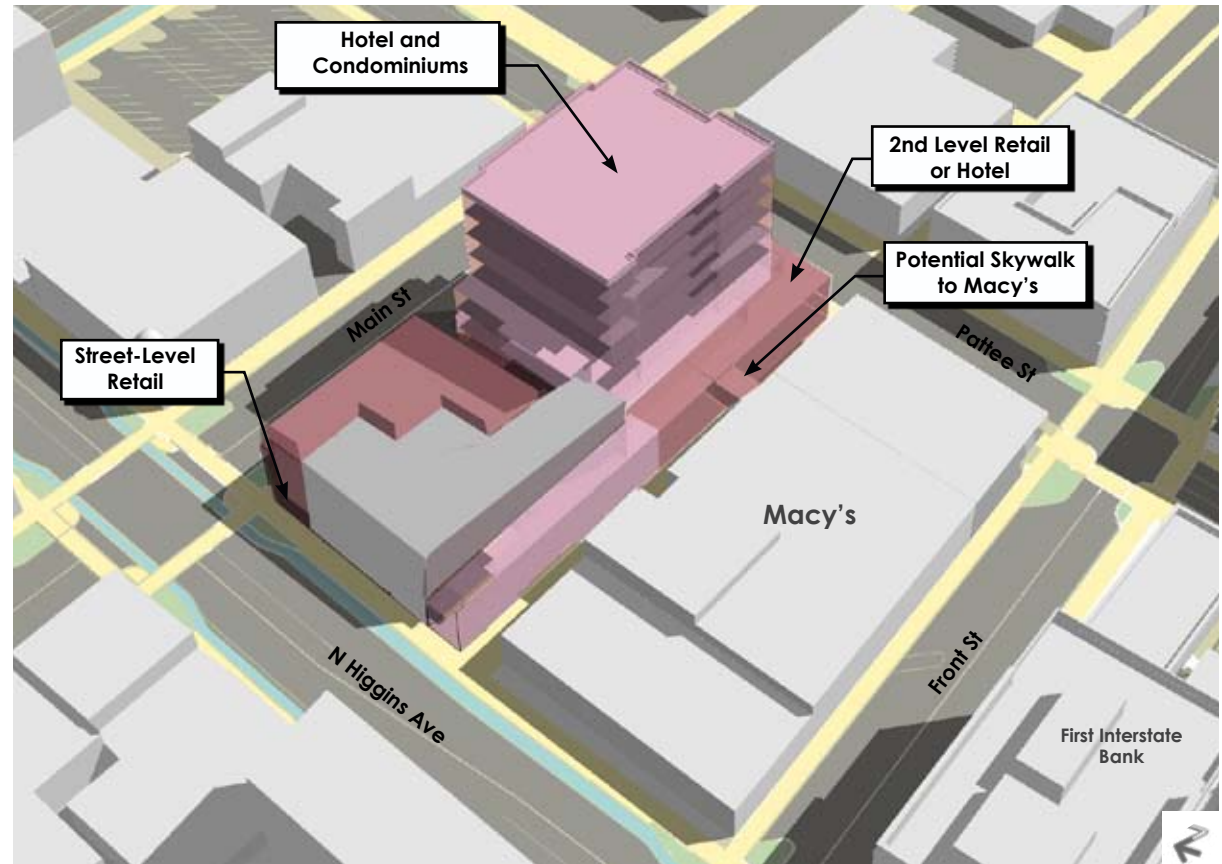 Hotel and
Condominiums
2nd Level Retail
or Hotel
Potential Skywalk
to Macy's
Main St
Street-Level
Retail
Pattee St
Macy's
N Higgins Ave
Front St
First Interstate
Bank